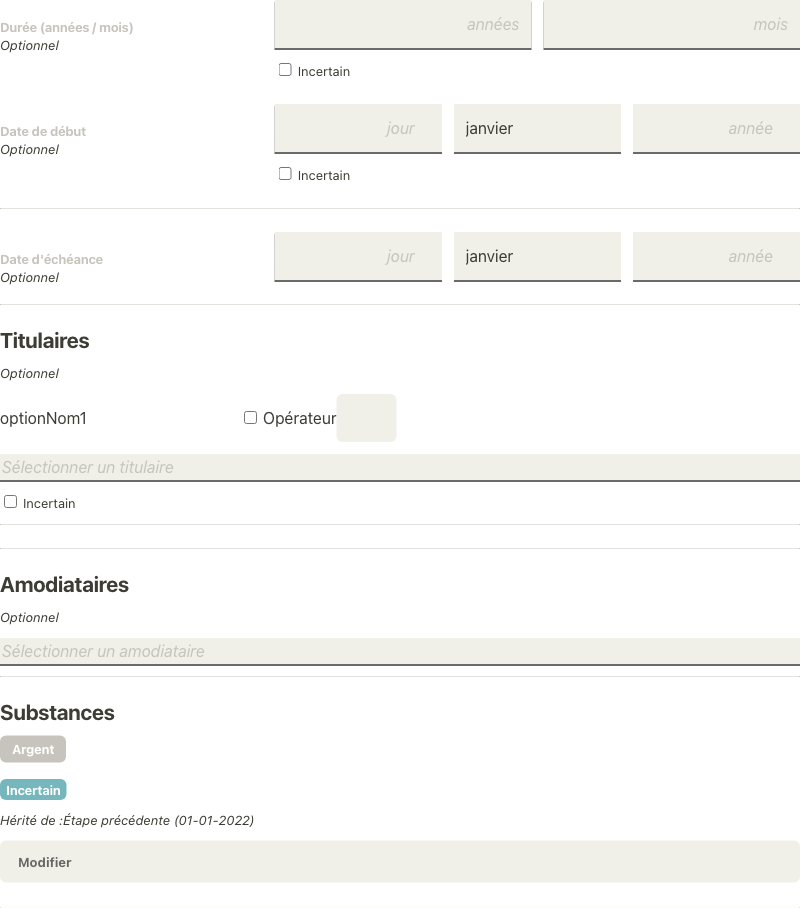 Durée (années / mois)
Optionnel
années
mois
Incertain
Date de début
Optionnel
jour
janvier
année
Incertain
Date d'échéance
Optionnel
jour
janvier
année
Titulaires
Optionnel
optionNom1
Opérateur
Sélectionner un titulaire
Incertain
Amodiataires
Optionnel
Sélectionner un amodiataire
Substances
Argent
Incertain
Hérité de :Étape précédente (01-01-2022)
Modifier